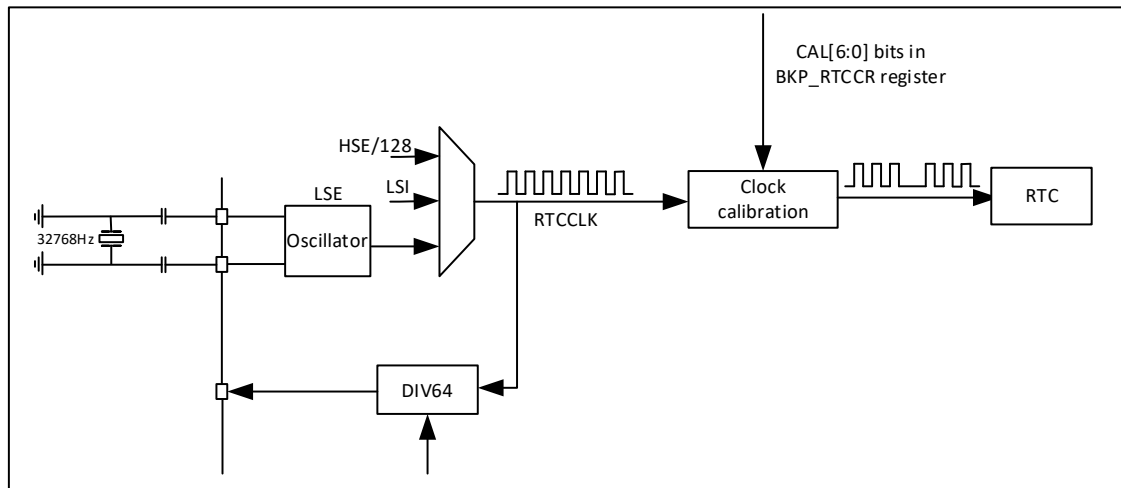 CAL[6:0] bits in
BKP_RTCCR register
HSE/128
LSI
LSE
Oscillator
32768Hz
RTCCLK
Clock
calibration
RTC
DIV64